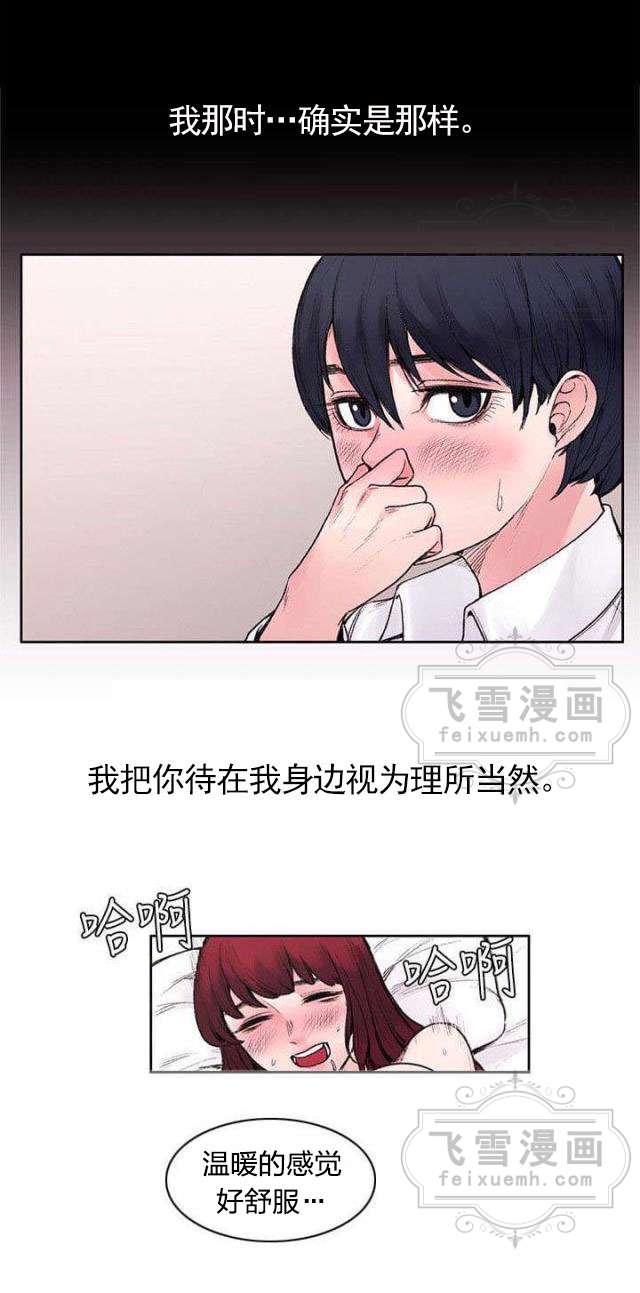 我那时…确实是那样。
飞雪漫画
feixuemh.com
我把你待在我身边视为理所当然。
哈啊
哈啊
温暖的感觉
好舒服…
飞雪漫画
feixuemh.com